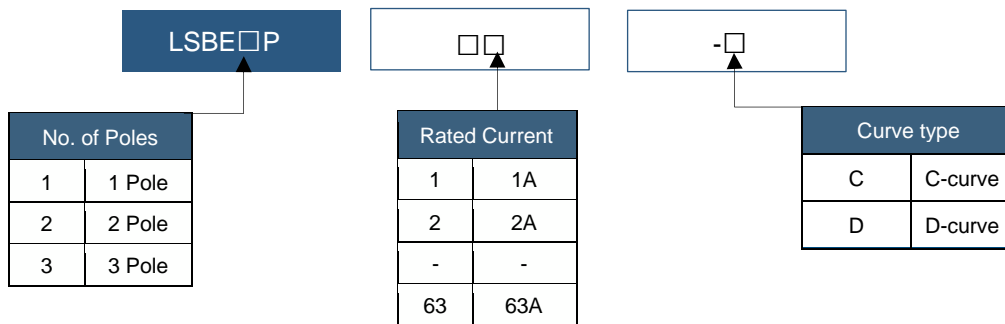 LSBE□P □□ -□
No. of Poles
1 1 Pole
2 2 Pole
3 3 Pole
Rated Current
1 1A
2 2A
- -
63 63A
Curve type
C C-curve
D D-curve